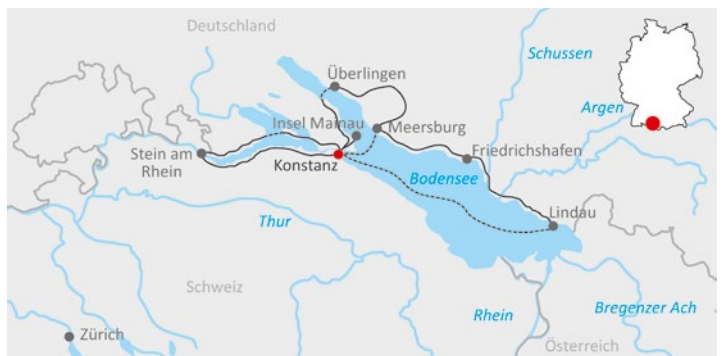 Deutschland
Schussen
Überlingen
Argen
Insel Mainau
Meersburg
Stein am
Rhein
Konstanz
Friedrichshafen
Bodensee
Thur
Lindau
Schweiz
Rhein
Bregenzer Ach
Zürich
Österreich